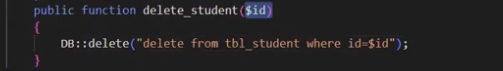 public function delete_student($id)
{
DB::delete("delete from tbl_student where id=$id");
}